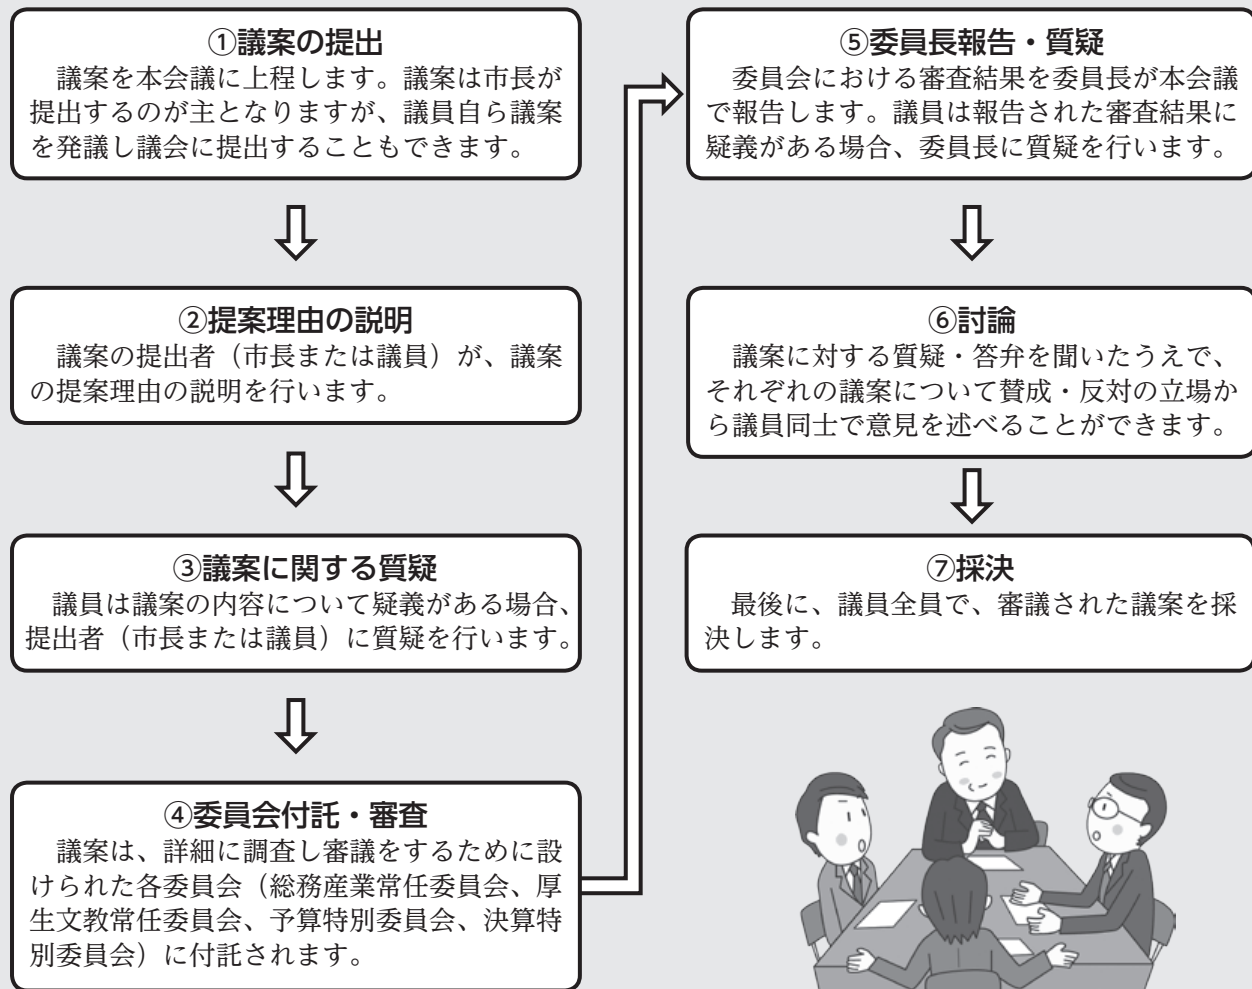 ①議案の提出
議案を本会議に上程します。議案は市長が
提出するのが主となりますが、議員自ら議案
を発議し議会に提出することもできます。
②提案理由の説明
議案の提出者（市長または議員）が、議案
の提案理由の説明を行います。
③議案に関する質疑
議員は議案の内容について疑義がある場合、
提出者（市長または議員）に質疑を行います。
④委員会付託・審査
議案は、詳細に調査し審議をするために設
けられた各委員会（総務産業常任委員会、厚
生文教常任委員会、予算特別委員会、決算特
別委員会）に付託されます。
⑤委員長報告・質疑
委員会における審査結果を委員長が本会議
で報告します。議員は報告された審査結果に
疑義がある場合、委員長に質疑を行います。
⑥討論
議案に対する質疑・答弁を聞いたうえで、
それぞれの議案について賛成・反対の立場か
ら議員同士で意見を述べることができます。
⑦採決
最後に、議員全員で、審議された議案を採
決します。